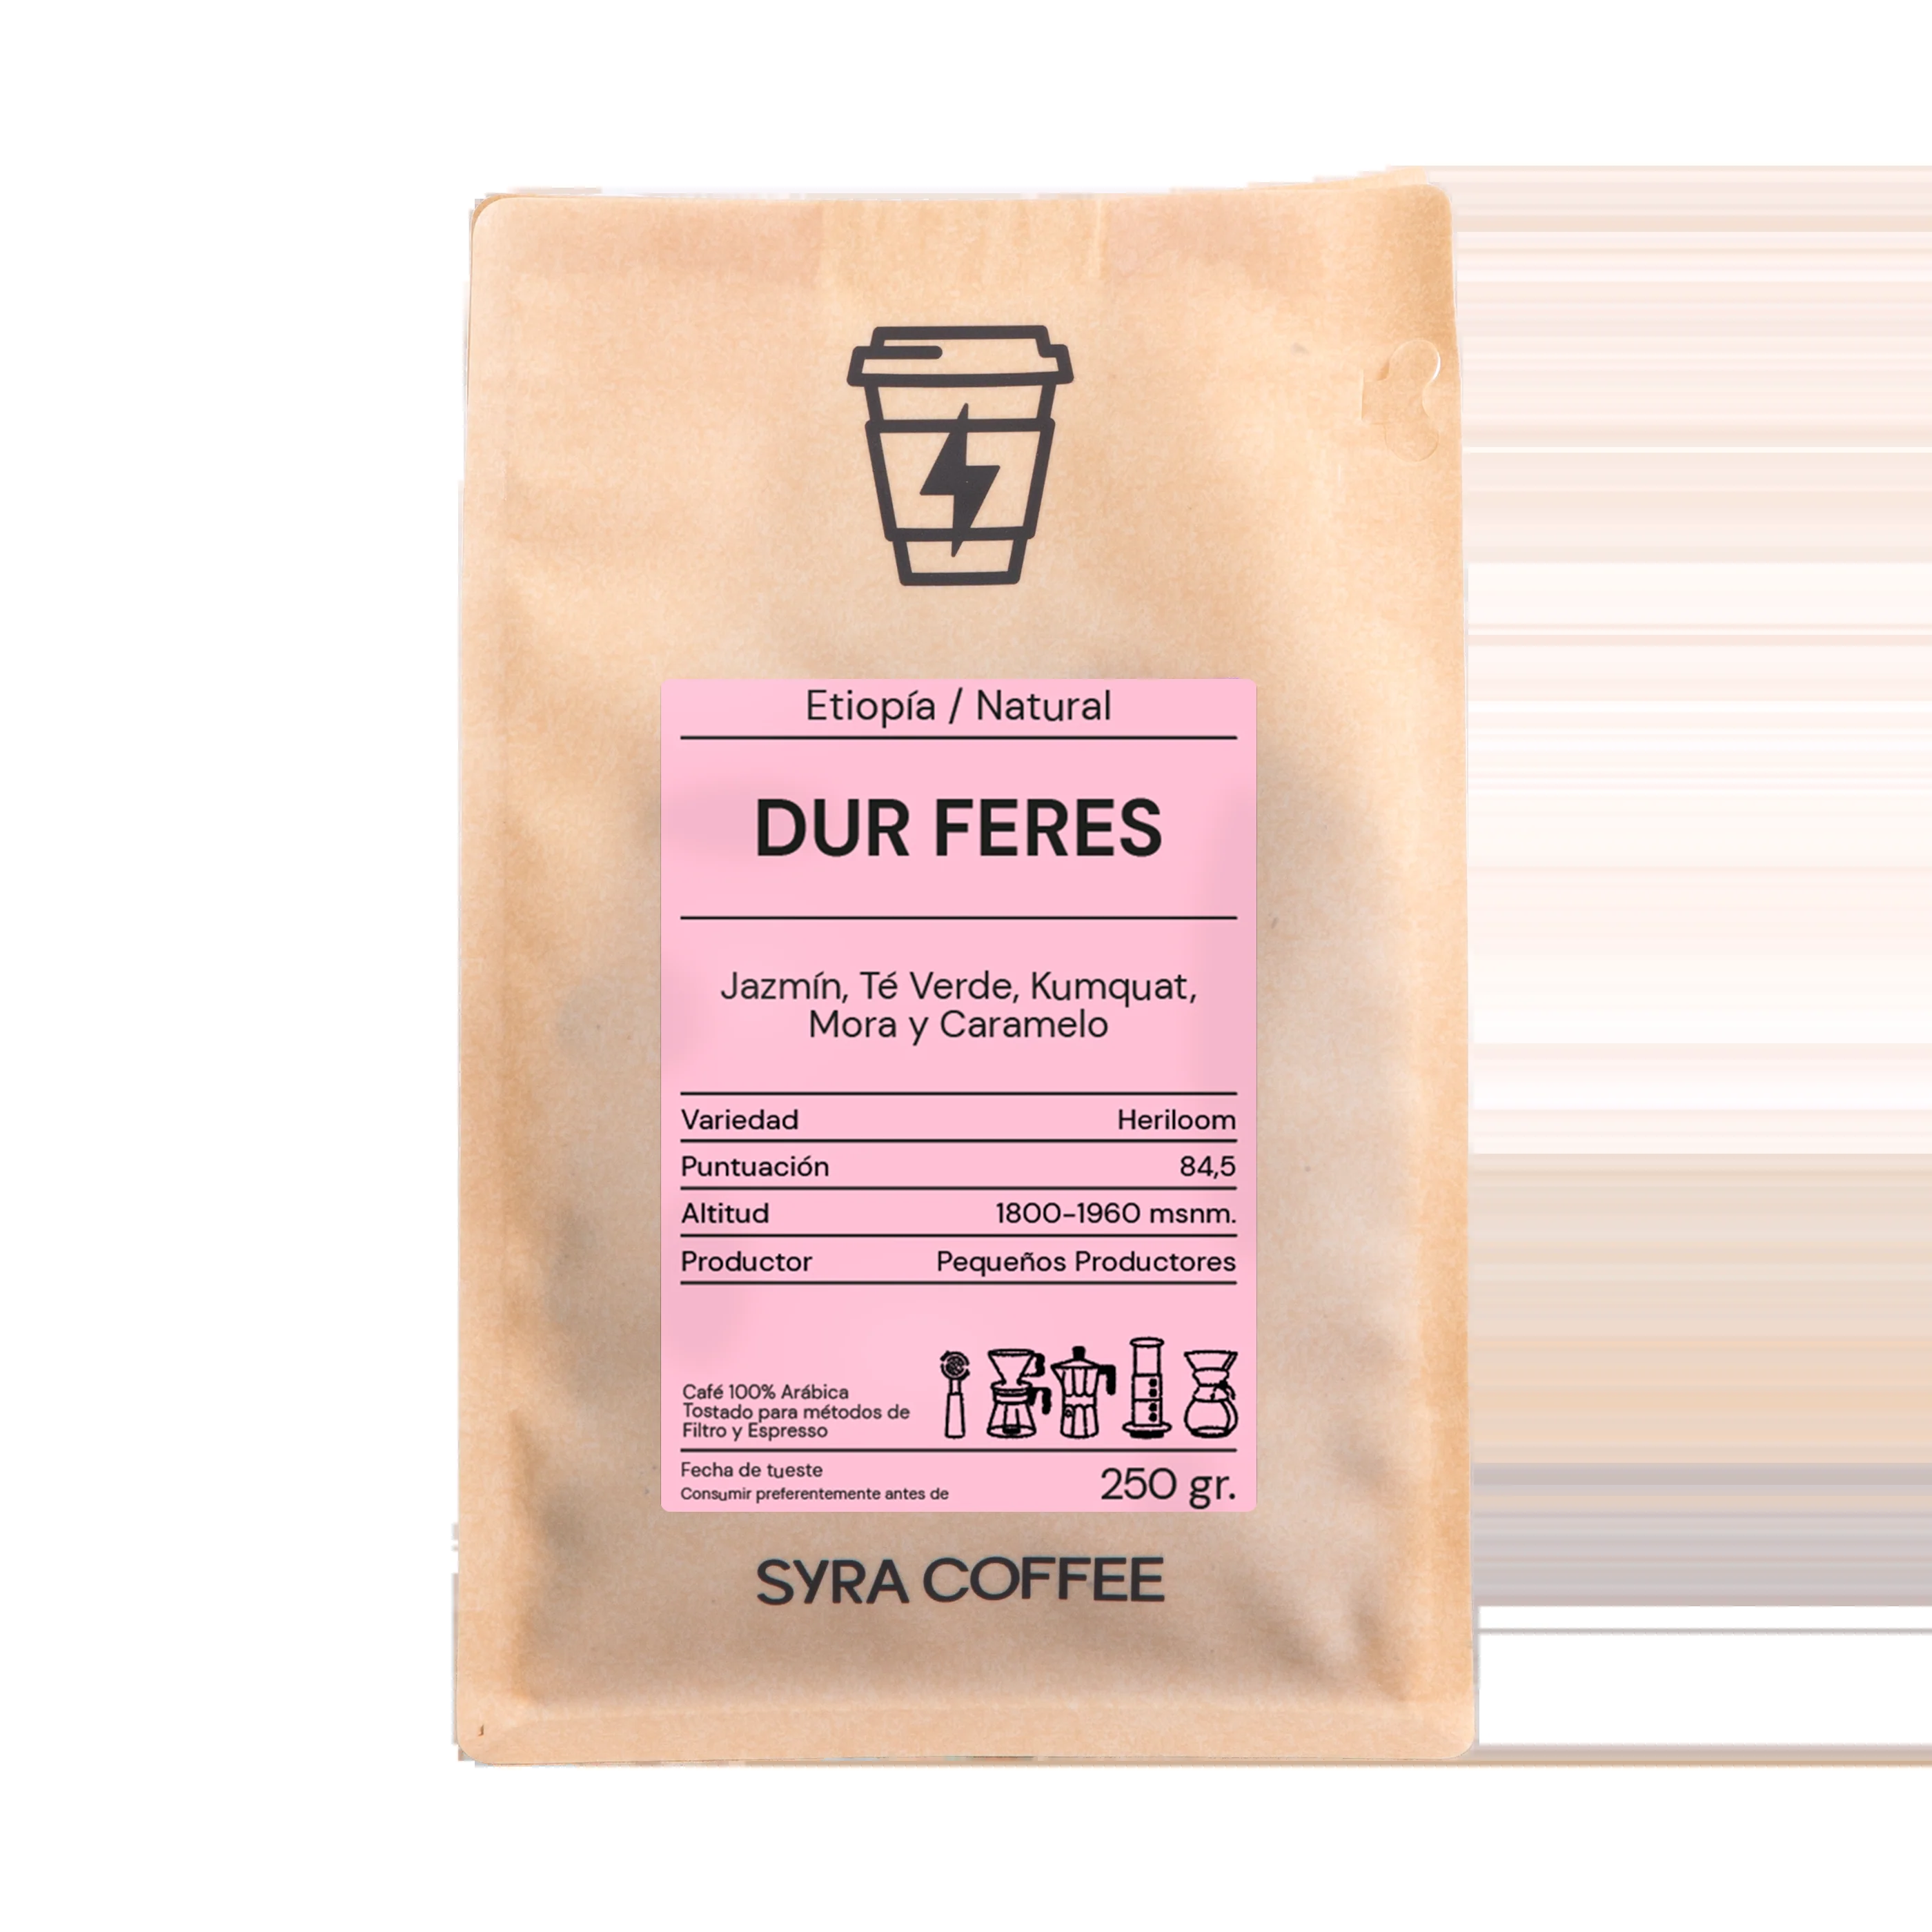 Etiopía / Natural
DUR FERES
Jazmín, Té Verde, Kumquat,
Mora y Caramelo
Variedad Heriloom
Puntuación 84,5
Altitud 1800-1960 msnm.
Productor Pequeños Productores
Café 100% Arábica
Tostado para métodos de
Filtro y Espresso
Fecha de tueste
Consumir preferentemente antes de
250 gr.
SYRA COFFEE